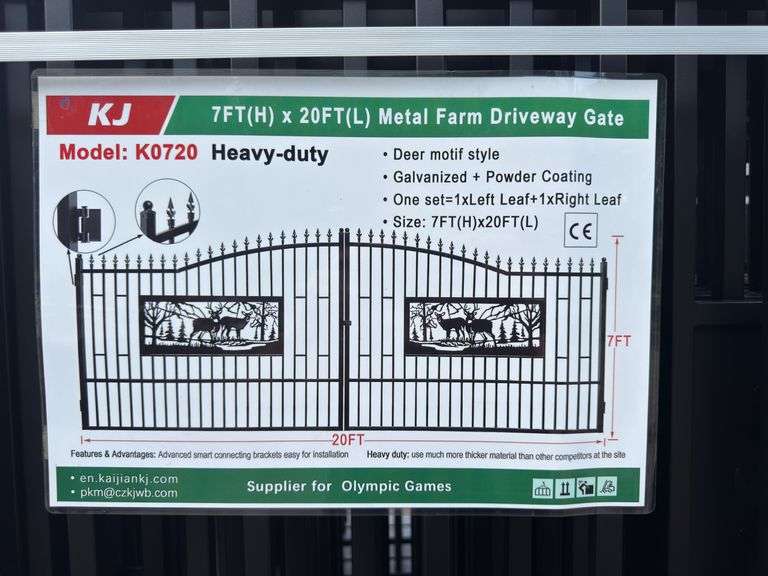 KJ
7FT(H) x 20FT(L) Metal Farm Driveway Gate
Model: K0720 Heavy-duty
• Deer motif style
• Galvanized + Powder Coating
• One set=1xLeft Leaf+1xRight Leaf
• Size: 7FT(H)x20FT(L)
CE
7FT
20FT
Features & Advantages: Advanced smart connecting brackets easy for installation
Heavy duty: use much more thicker material than other competitors at the site
• en.kaijiankj.com
• pkm@czkjwb.com
Supplier for Olympic Games